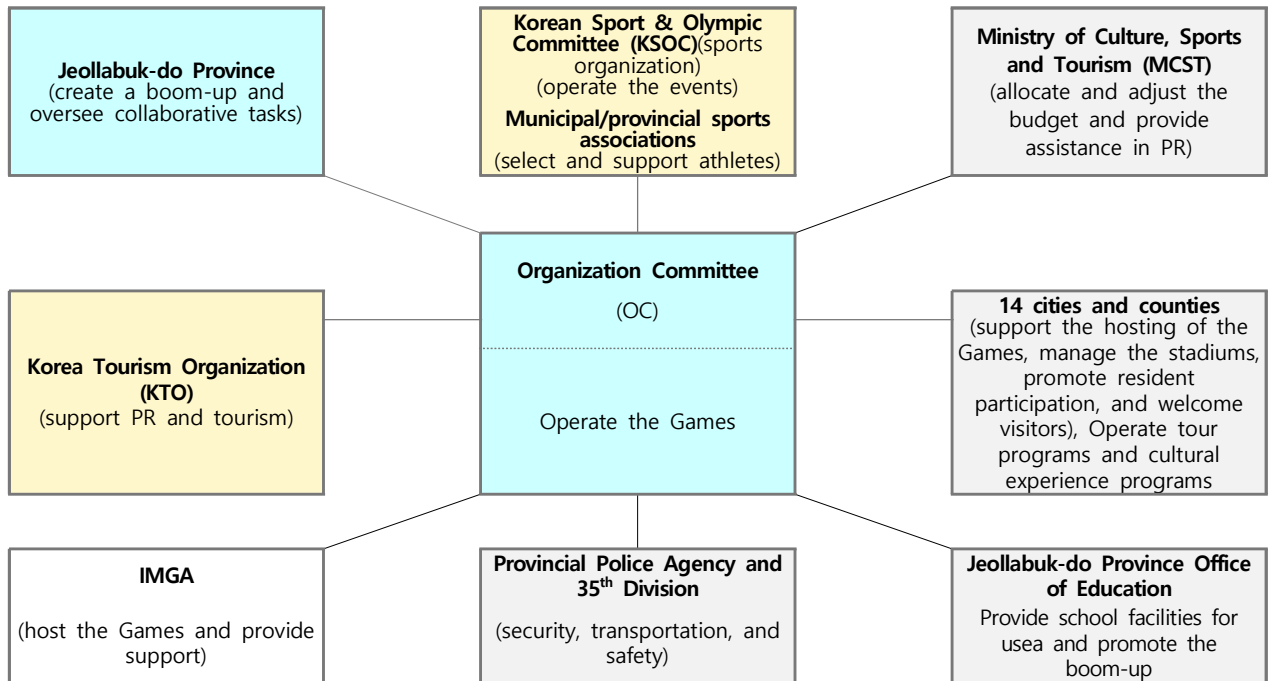 Jeollabuk-do Province
(create a boom-up and
oversee collaborative tasks)
Korean Sport & Olympic
Committee (KSOC)(sports
organization)
(operate the events)
Municipal/provincial sports
associations
(select and support athletes)
Ministry of Culture, Sports
and Tourism (MCST)
(allocate and adjust the
budget and provide
assistance in PR)
Korea Tourism Organization
(KTO)
(support PR and tourism)
Organization Committee
(OC)
Operate the Games
14 cities and counties
(support the hosting of the
Games, manage the stadiums,
promote resident
participation, and welcome
visitors), Operate tour
programs and cultural
experience programs
IMGA
(host the Games and provide
support)
Provincial Police Agency and
35th Division
(security, transportation, and
safety)
Jeollabuk-do Province Office
of Education
Provide school facilities for
usea and promote the
boom-up